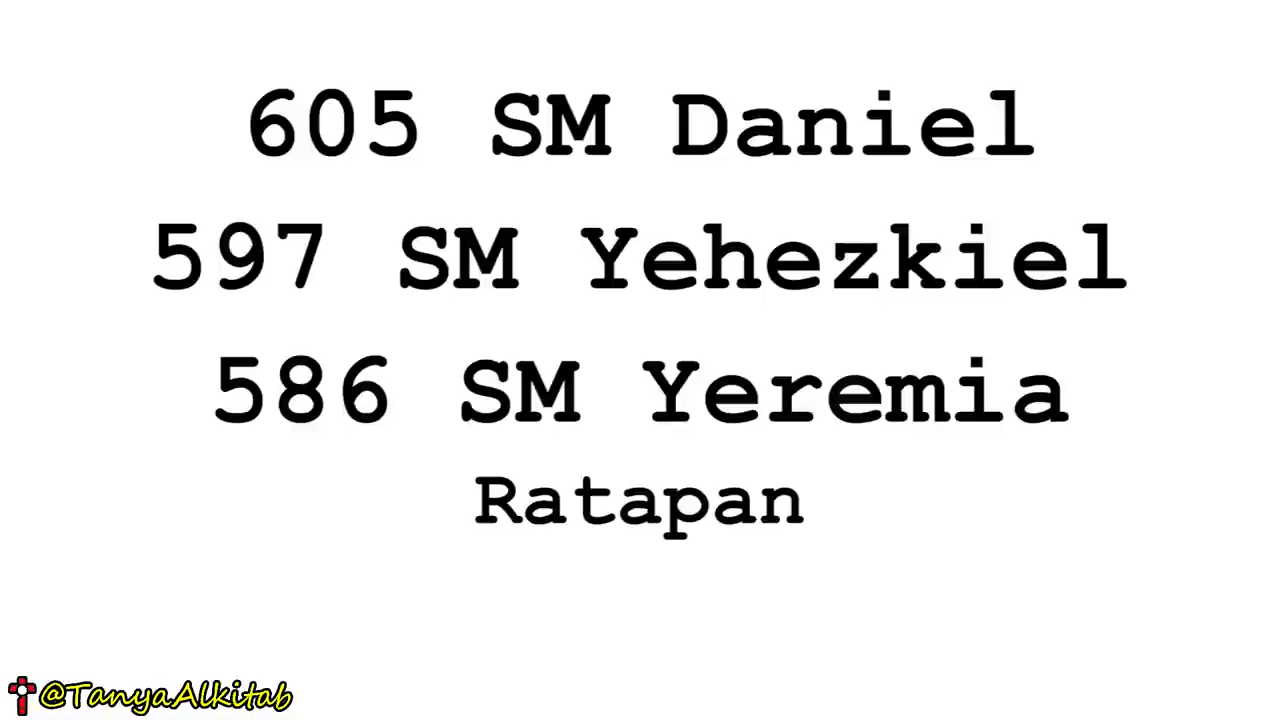 605 SM Daniel
597 SM Yehezkiel
586 SM Yeremia
Ratapan
@TanyaAlkitab